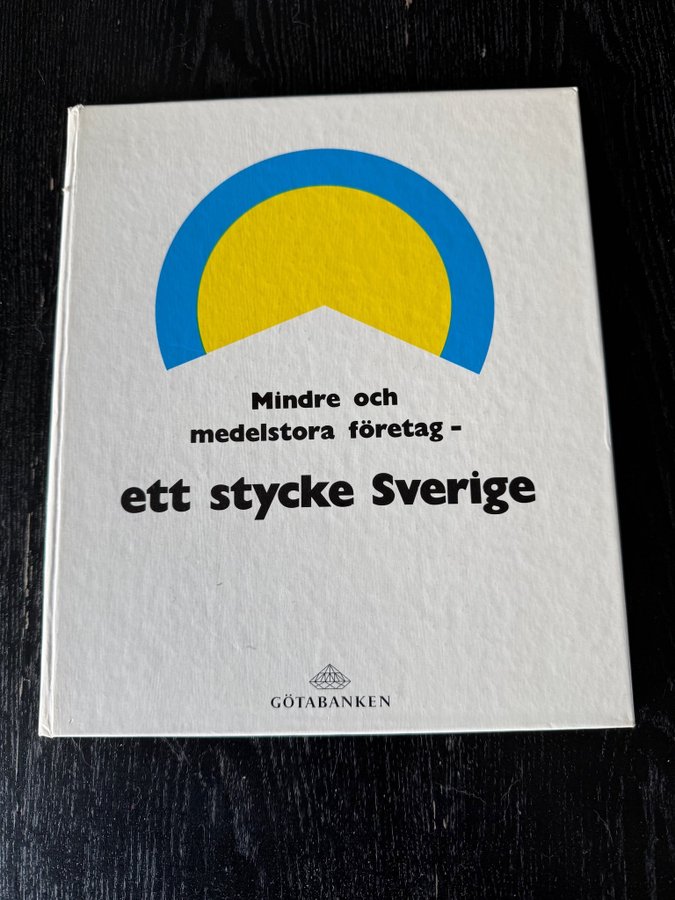 Mindre och
medelstora företag –
ett stycke Sverige
GÖTABANKEN